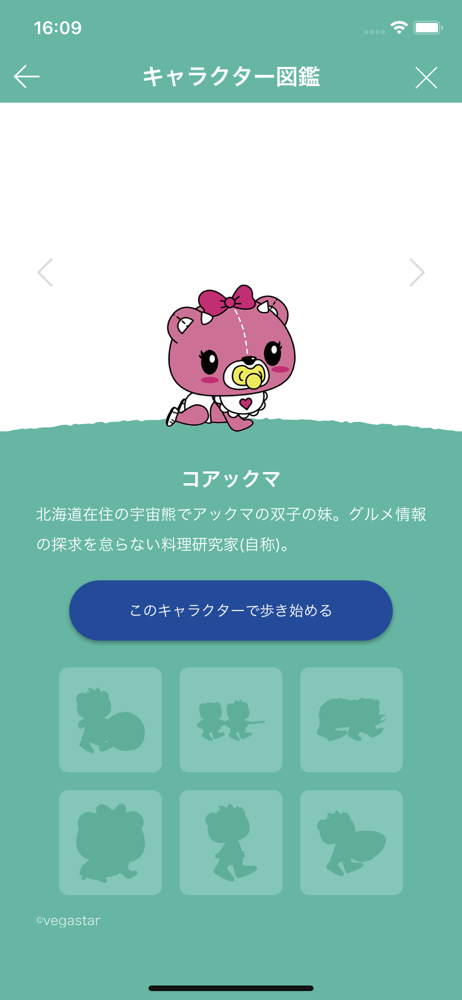 16:09
キャラクター図鑑
コアックマ
北海道在住の宇宙熊でアックマの双子の妹。グルメ情報
の探求を怠らない料理研究家(自称)。
このキャラクターで歩き始める
©vegastar